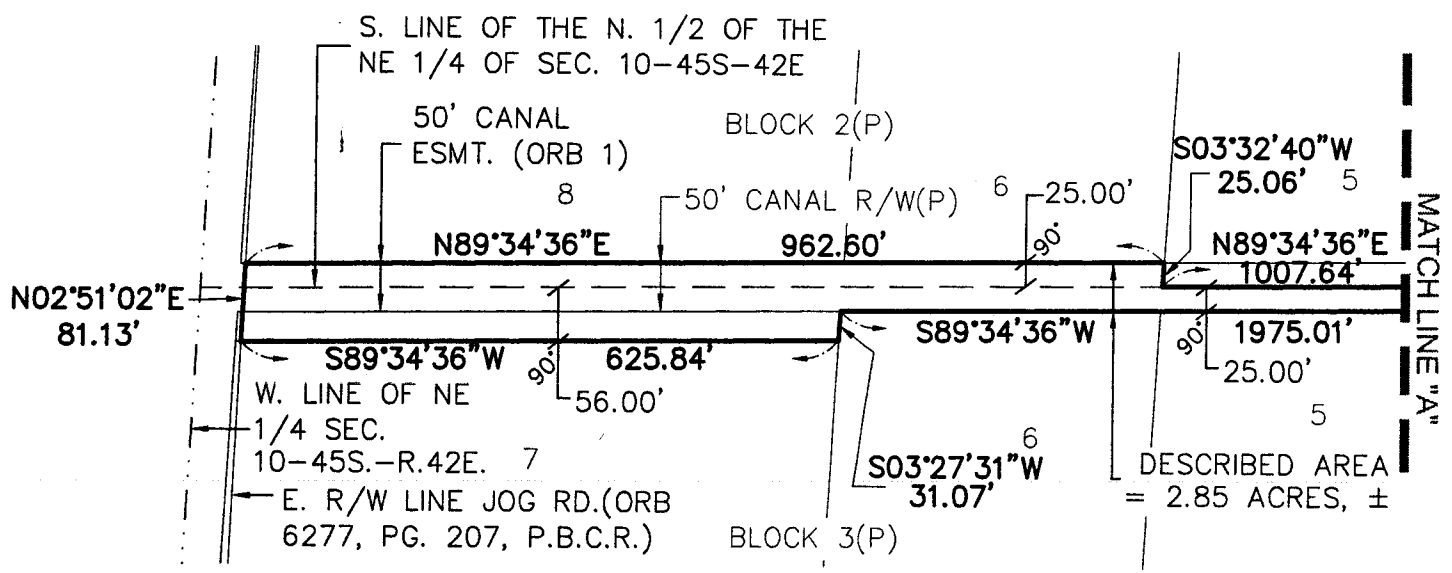 S. LINE OF THE N. 1/2 OF THE
NE 1/4 OF SEC. 10-45S-42E
50' CANAL
ESMT. (ORB 1)
BLOCK 2(P)
S03°32'40"W
25.06'
5
8
50' CANAL R/W(P)
6
25.00'
90°
N89°34'36"E
962.60'
N89°34'36"E
1007.64'
MATCH LINE "A"
N02°51'02"E
81.13'
S89°34'36"W
625.84'
90°
56.00'
S89°34'36"W
1975.01'
90°
25.00'
W. LINE OF NE
1/4 SEC.
10-45S.-R.42E.
7
E. R/W LINE JOG RD.(ORB
6277, PG. 207, P.B.C.R.)
6
S03°27'31"W
31.07'
5
DESCRIBED AREA
= 2.85 ACRES, ±
BLOCK 3(P)